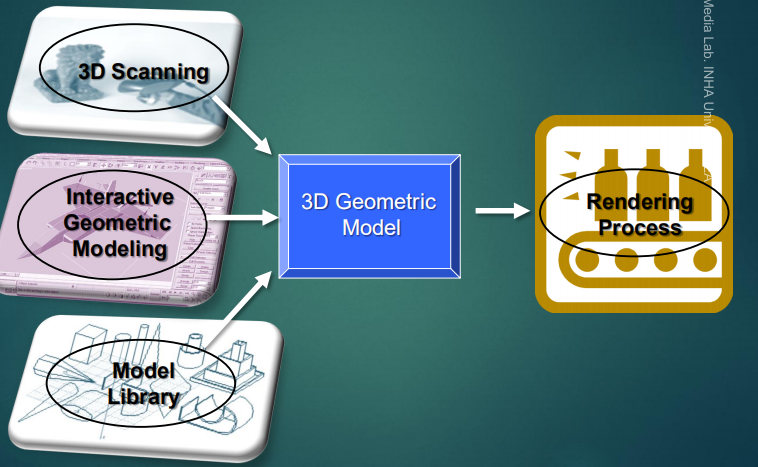 3D Scanning
Interactive
Geometric
Modeling
Model
Library
3D Geometric
Model
Rendering
Process
Media Lab. INHA Univ